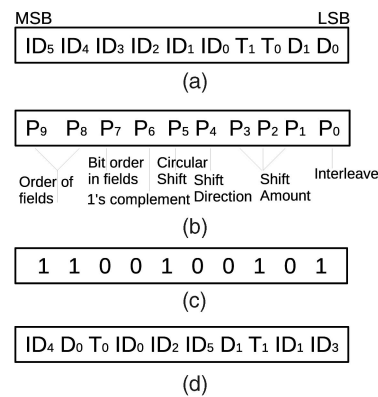 MSB LSB
ID5 ID4 ID3 ID2 ID1 ID0 T1 T0 D1 D0
(a)
P9 P8 P7 P6 P5 P4 P3 P2 P1 P0
Order of fields
Bit order in fields
1's complement
Circular Shift
Shift Direction
Shift Amount
Interleave
(b)
1 1 0 0 1 0 0 1 0 1
(c)
ID4 D0 T0 ID0 ID2 ID5 D1 T1 ID1 ID3
(d)